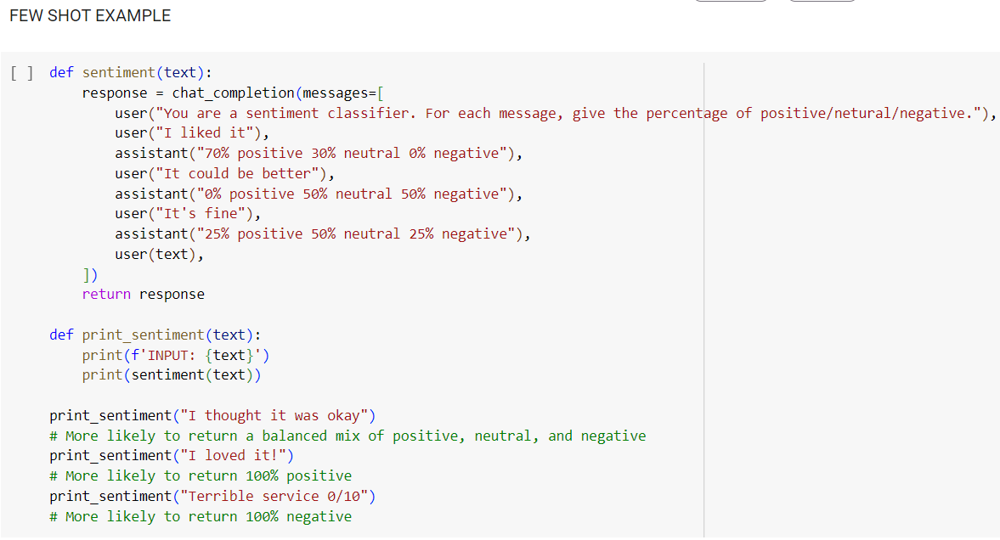 FEW SHOT EXAMPLE
[ ] def sentiment(text):
    response = chat_completion(messages=[
        user("You are a sentiment classifier. For each message, give the percentage of positive/netural/negative."),
        user("I liked it"),
        assistant("70% positive 30% neutral 0% negative"),
        user("It could be better"),
        assistant("0% positive 50% neutral 50% negative"),
        user("It's fine"),
        assistant("25% positive 50% neutral 25% negative"),
        user(text),
    ])
    return response
def print_sentiment(text):
    print(f'INPUT: {text}')
    print(sentiment(text))
print_sentiment("I thought it was okay")
# More likely to return a balanced mix of positive, neutral, and negative
print_sentiment("I loved it!")
# More likely to return 100% positive
print_sentiment("Terrible service 0/10")
# More likely to return 100% negative